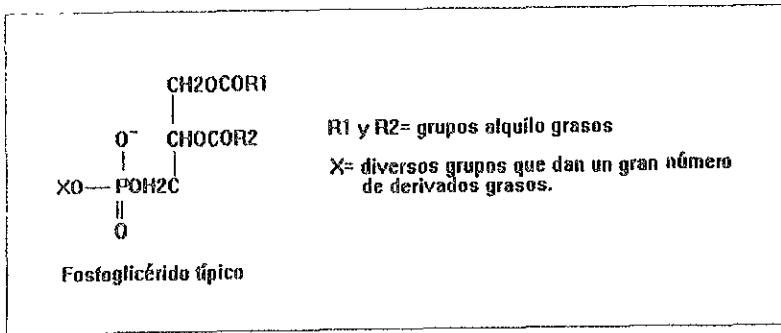 CH2OCOR1
O⁻ CHOCOR2
XO—POH2C
O
R1 y R2= grupos alquilo grasos
X= diversos grupos que dan un gran número
de derivados grasos.
Fosfoglicérido típico